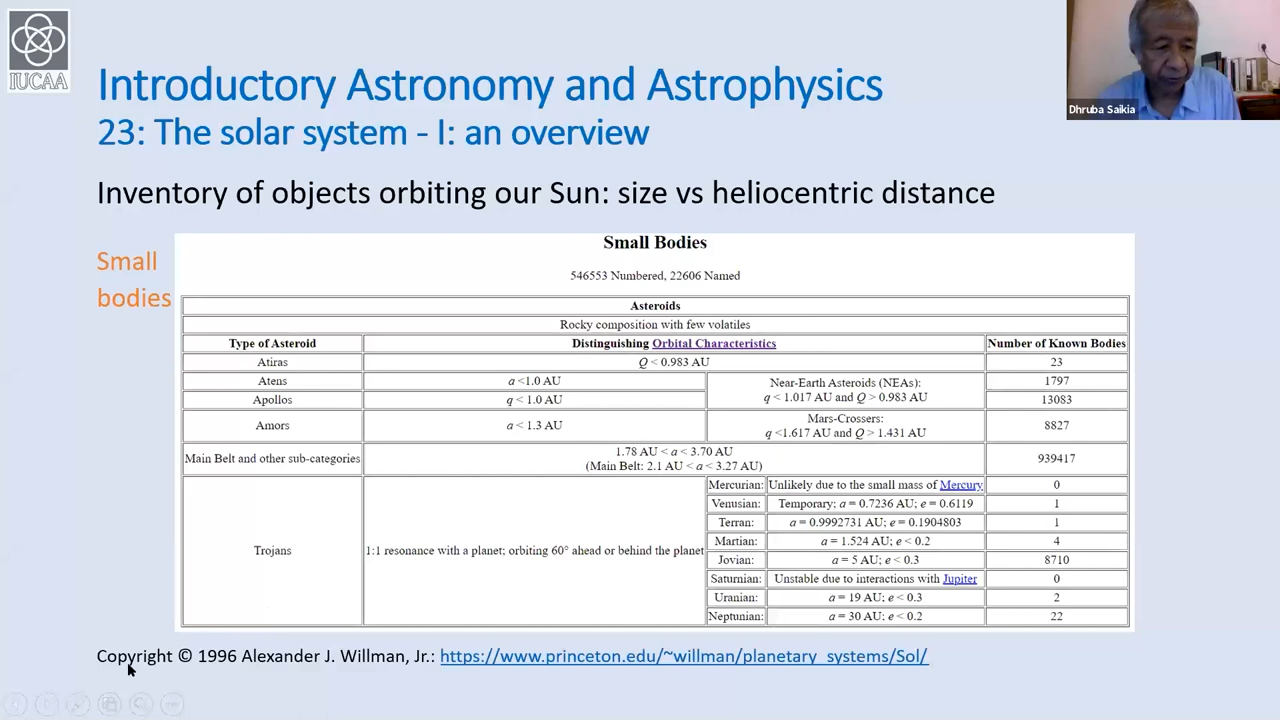 IUCAA
Introductory Astronomy and Astrophysics
23: The solar system - I: an overview
Dhruba Saikia
Inventory of objects orbiting our Sun: size vs heliocentric distance
Small
bodies
Small Bodies
546553 Numbered, 22606 Named
Asteroids
Rocky composition with few volatiles
Type of Asteroid Distinguishing Orbital Characteristics Number of Known Bodies
Atiras Q < 0.983 AU 23
Atens a <1.0 AU Near-Earth Asteroids (NEAs): 1797
Apollos q < 1.0 AU q < 1.017 AU and Q > 0.983 AU 13083
Amors a < 1.3 AU Mars-Crossers: 8827
q <1.617 AU and Q > 1.431 AU
Main Belt and other sub-categories 1.78 AU < a < 3.70 AU 939417
(Main Belt: 2.1 AU < a < 3.27 AU)
Trojans 1:1 resonance with a planet; orbiting 60° ahead or behind the planet
Mercurian: Unlikely due to the small mass of Mercury 0
Venusian: Temporary; a = 0.7236 AU; e = 0.6119 1
Terran: a = 0.9992731 AU; e = 0.1904803 1
Martian: a = 1.524 AU; e < 0.2 4
Jovian: a = 5 AU; e < 0.3 8710
Saturnian: Unstable due to interactions with Jupiter 0
Uranian: a = 19 AU; e < 0.3 2
Neptunian: a = 30 AU; e < 0.2 22
Copyright © 1996 Alexander J. Willman, Jr.: https://www.princeton.edu/~willman/planetary_systems/Sol/